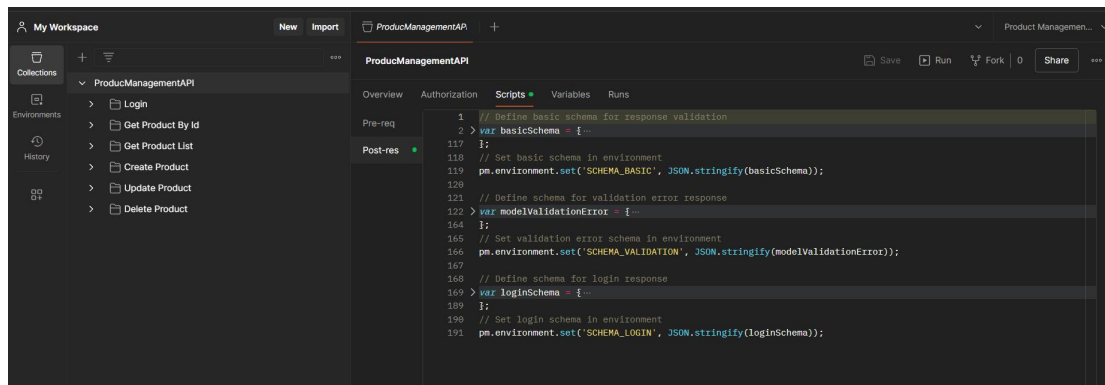 My Workspace
New Import
ProducManagementAP
Product Managemen...
Collections
Environments
History
ProducManagementAPI
Login
Get Product By Id
Get Product List
Create Product
Update Product
Delete Product
ProducManagementAPI
Save Run Fork 0 Share
Overview Authorization Scripts Variables Runs
Pre-req
Post-res
1 // Define basic schema for response validation
2 var basicSchema = {…
117 };
118 // Set basic schema in environment
119 pm.environment.set('SCHEMA_BASIC', JSON.stringify(basicSchema));
120
121 // Define schema for validation error response
122 var modelValidationError = {…
164 };
165 // Set validation error schema in environment
166 pm.environment.set('SCHEMA_VALIDATION', JSON.stringify(modelValidationError));
167
168 // Define schema for login response
169 var loginSchema = {…
189 };
190 // Set login schema in environment
191 pm.environment.set('SCHEMA_LOGIN', JSON.stringify(loginSchema));